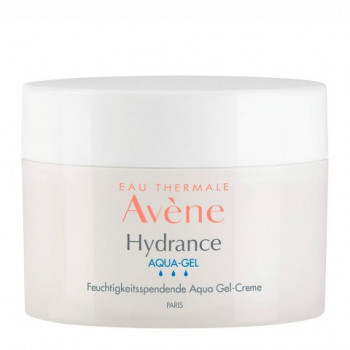 EAU THERMALE
Avène
Hydrance
AQUA-GEL
Feuchtigkeitsspendende Aqua Gel-Creme
PARIS